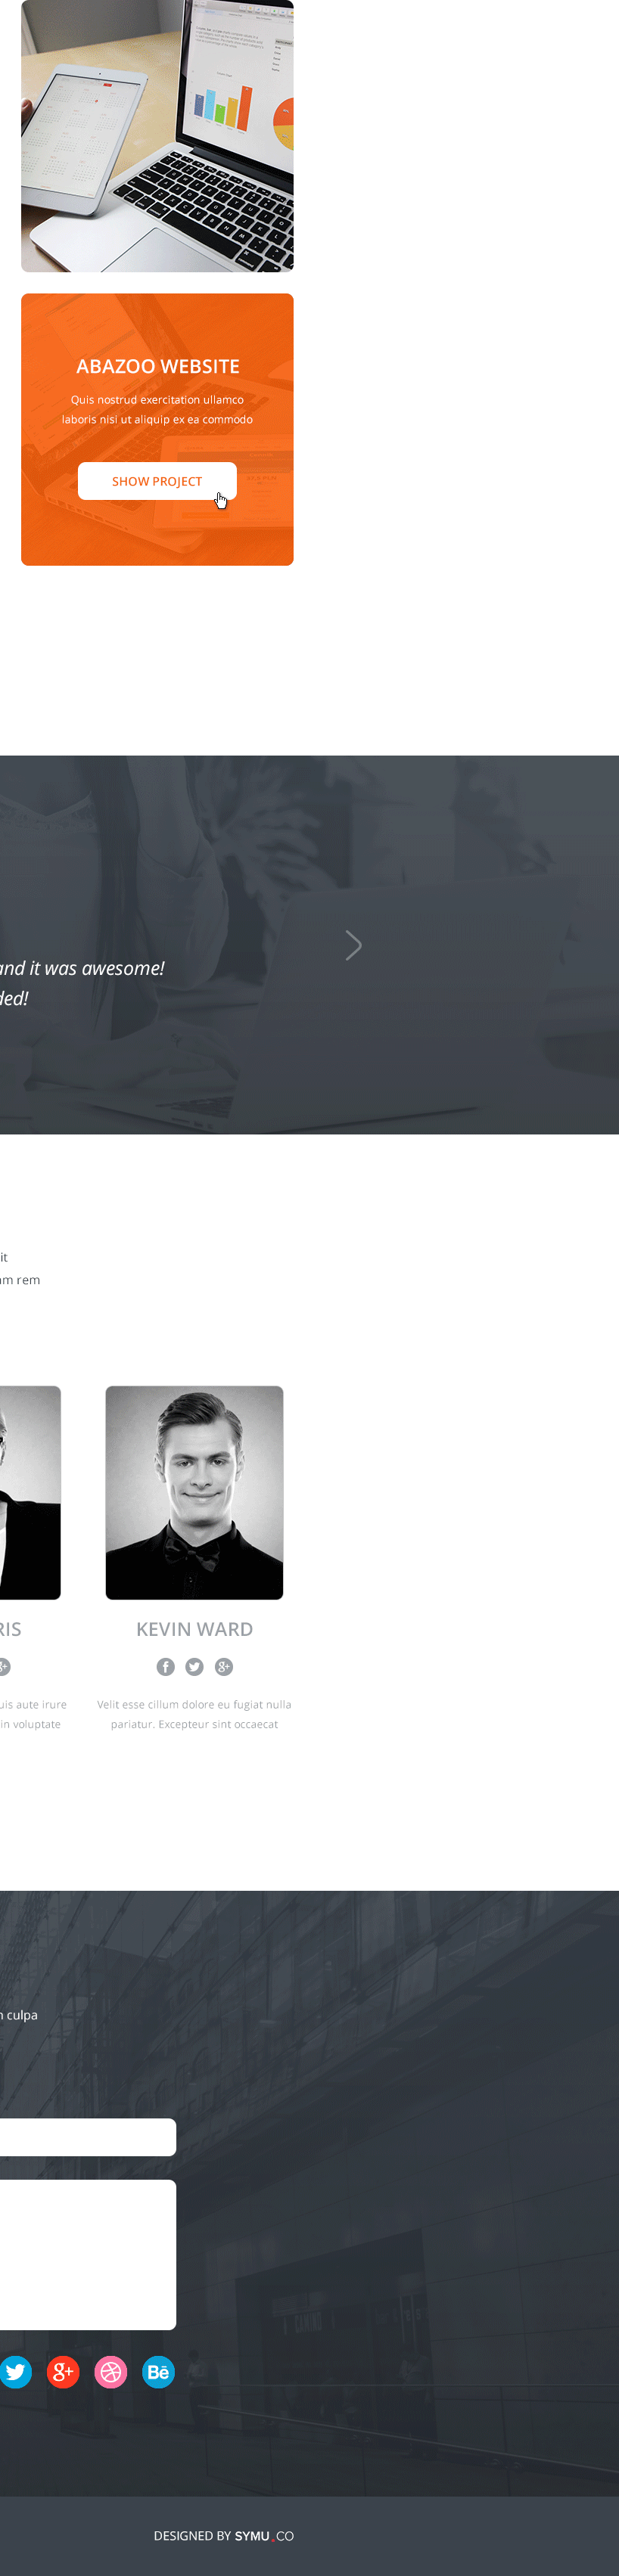 ABAZOO WEBSITE
Quis nostrud exercitation ullamco
laboris nisi ut aliquip ex ea commodo
SHOW PROJECT
and it was awesome!
ded!
it
am rem
RIS
KEVIN WARD
uis aute irure
in voluptate
Velit esse cillum dolore eu fugiat nulla
pariatur. Excepteur sint occaecat
n culpa
g+
Bē
DESIGNED BY SYMU.CO